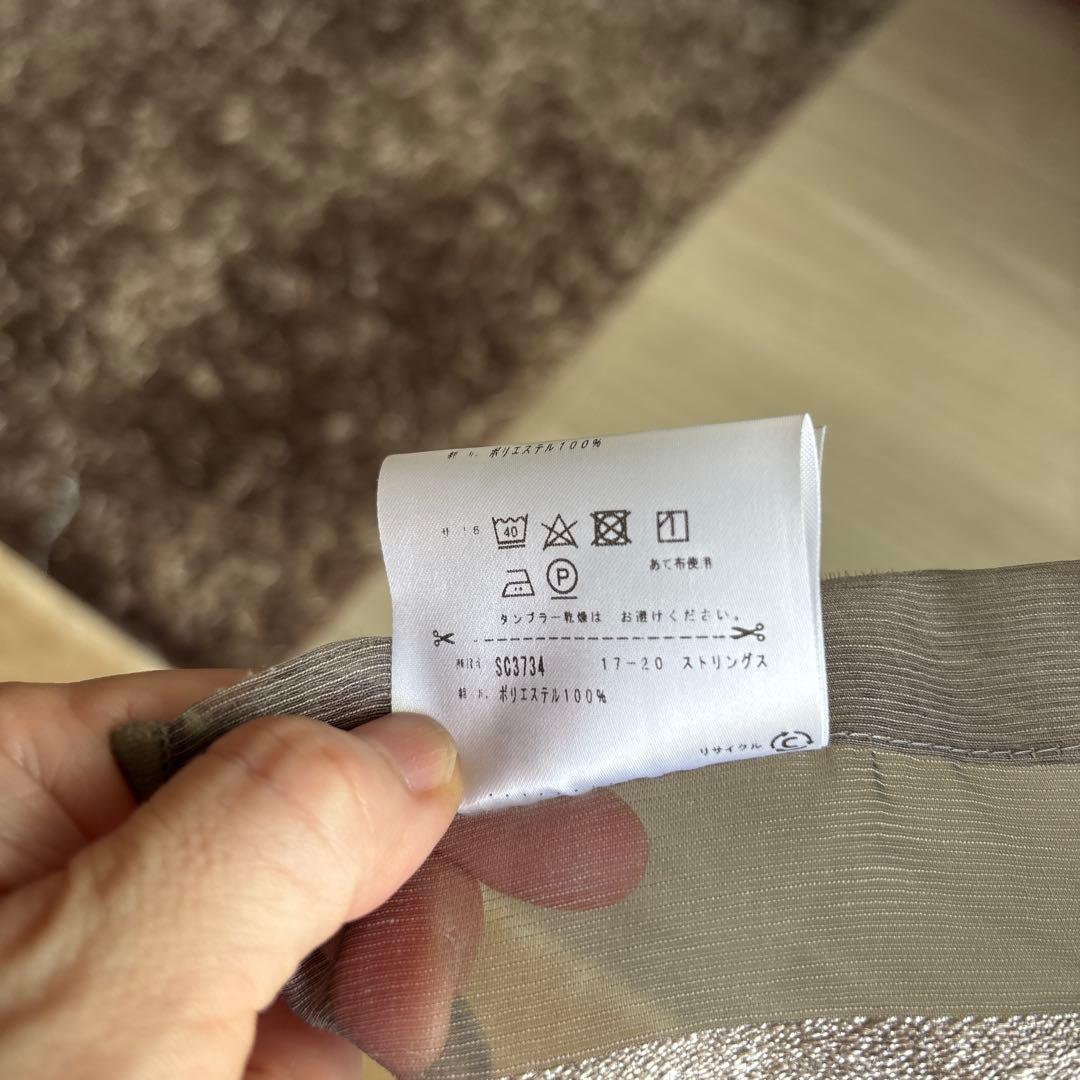 ポリエステル100%
40
あて布使用
P
タンブラー乾燥は お避けください。
SC3734 17-20 ストリングス
ポリエステル100%
リサイクル